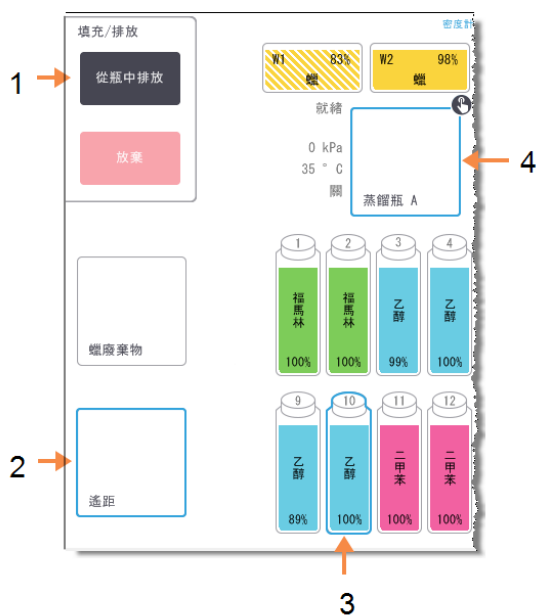 填充/排放
從瓶中排放
放棄
1
密度計
W1 83%
蠟
W2 98%
蠟
就緒
0 kPa
35 ° C
關
蒸餾瓶 A
4
蠟廢棄物
1
福馬林
100%
2
福馬林
100%
3
乙醇
99%
4
乙醇
100%
遙距
2
9
乙醇
89%
10
乙醇
100%
11
二甲苯
100%
12
二甲苯
100%
3